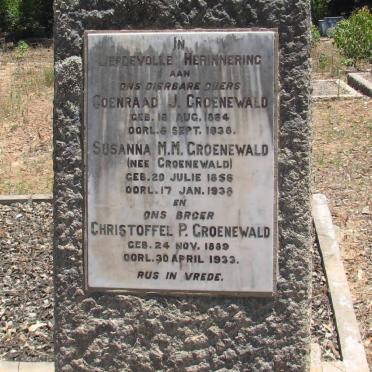 IN
LIEFDEVOLLE HERINNERING
AAN
ONS DIERBARE OUERS
COENRAAD J. GROENEWALD
GEB. 18 AUG. 1864
OORL. 6 SEPT. 1936.
SUSANNA M.M. GROENEWALD
(NEE GROENEWALD)
GEB. 20 JULIE 1866
OORL. 17 JAN. 1938
EN
ONS BROER
CHRISTOFFEL P. GROENEWALD
GEB. 24 NOV. 1889
OORL. 30 APRIL 1933.
RUS IN VREDE.